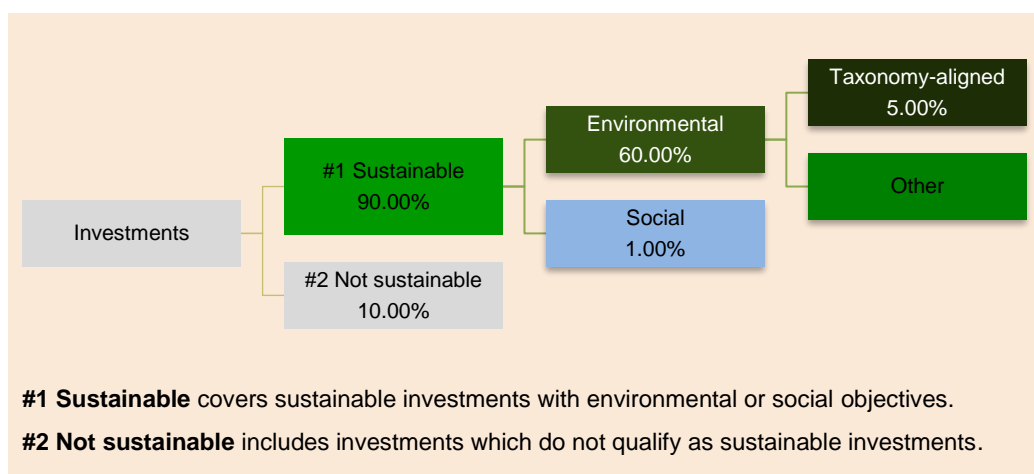 Taxonomy-aligned
5.00%
Environmental
60.00%
#1 Sustainable
90.00%
Other
Social
1.00%
Investments
#2 Not sustainable
10.00%
#1 Sustainable covers sustainable investments with environmental or social objectives.
#2 Not sustainable includes investments which do not qualify as sustainable investments.